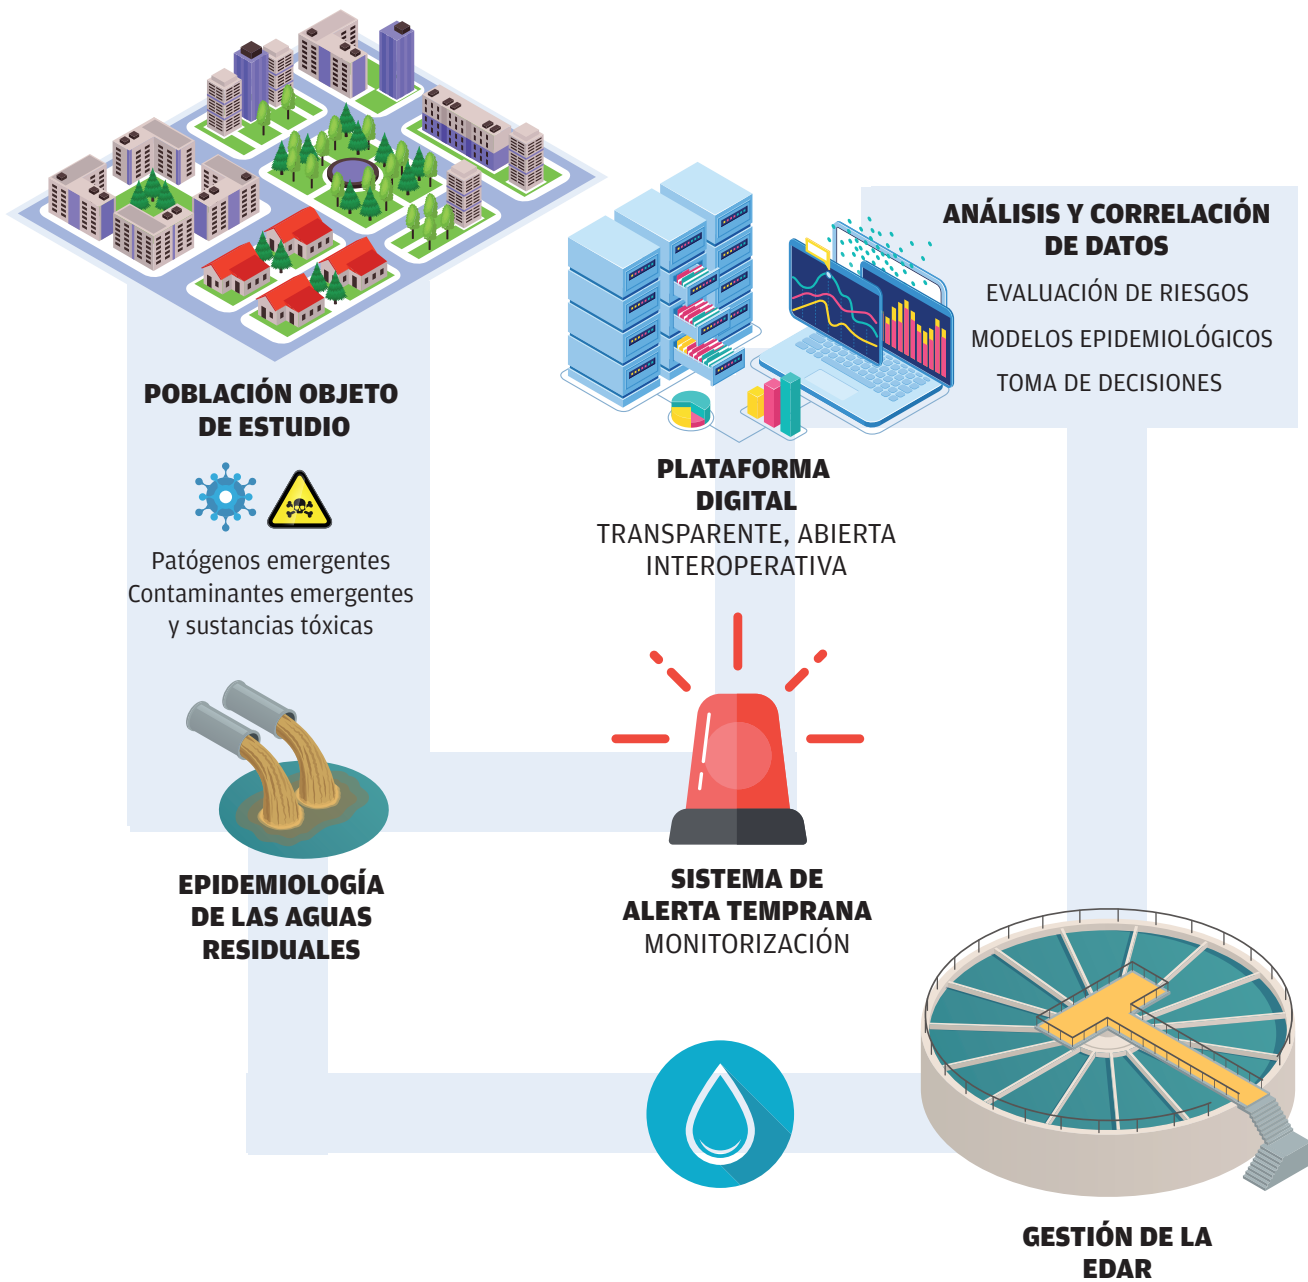 POBLACIÓN OBJETO
DE ESTUDIO
Patógenos emergentes
Contaminantes emergentes
y sustancias tóxicas
EPIDEMIOLOGÍA
DE LAS AGUAS
RESIDUALES
PLATAFORMA
DIGITAL
TRANSPARENTE, ABIERTA
INTEROPERATIVA
SISTEMA DE
ALERTA TEMPRANA
MONITORIZACIÓN
ANÁLISIS Y CORRELACIÓN
DE DATOS
EVALUACIÓN DE RIESGOS
MODELOS EPIDEMIOLÓGICOS
TOMA DE DECISIONES
GESTIÓN DE LA
EDAR